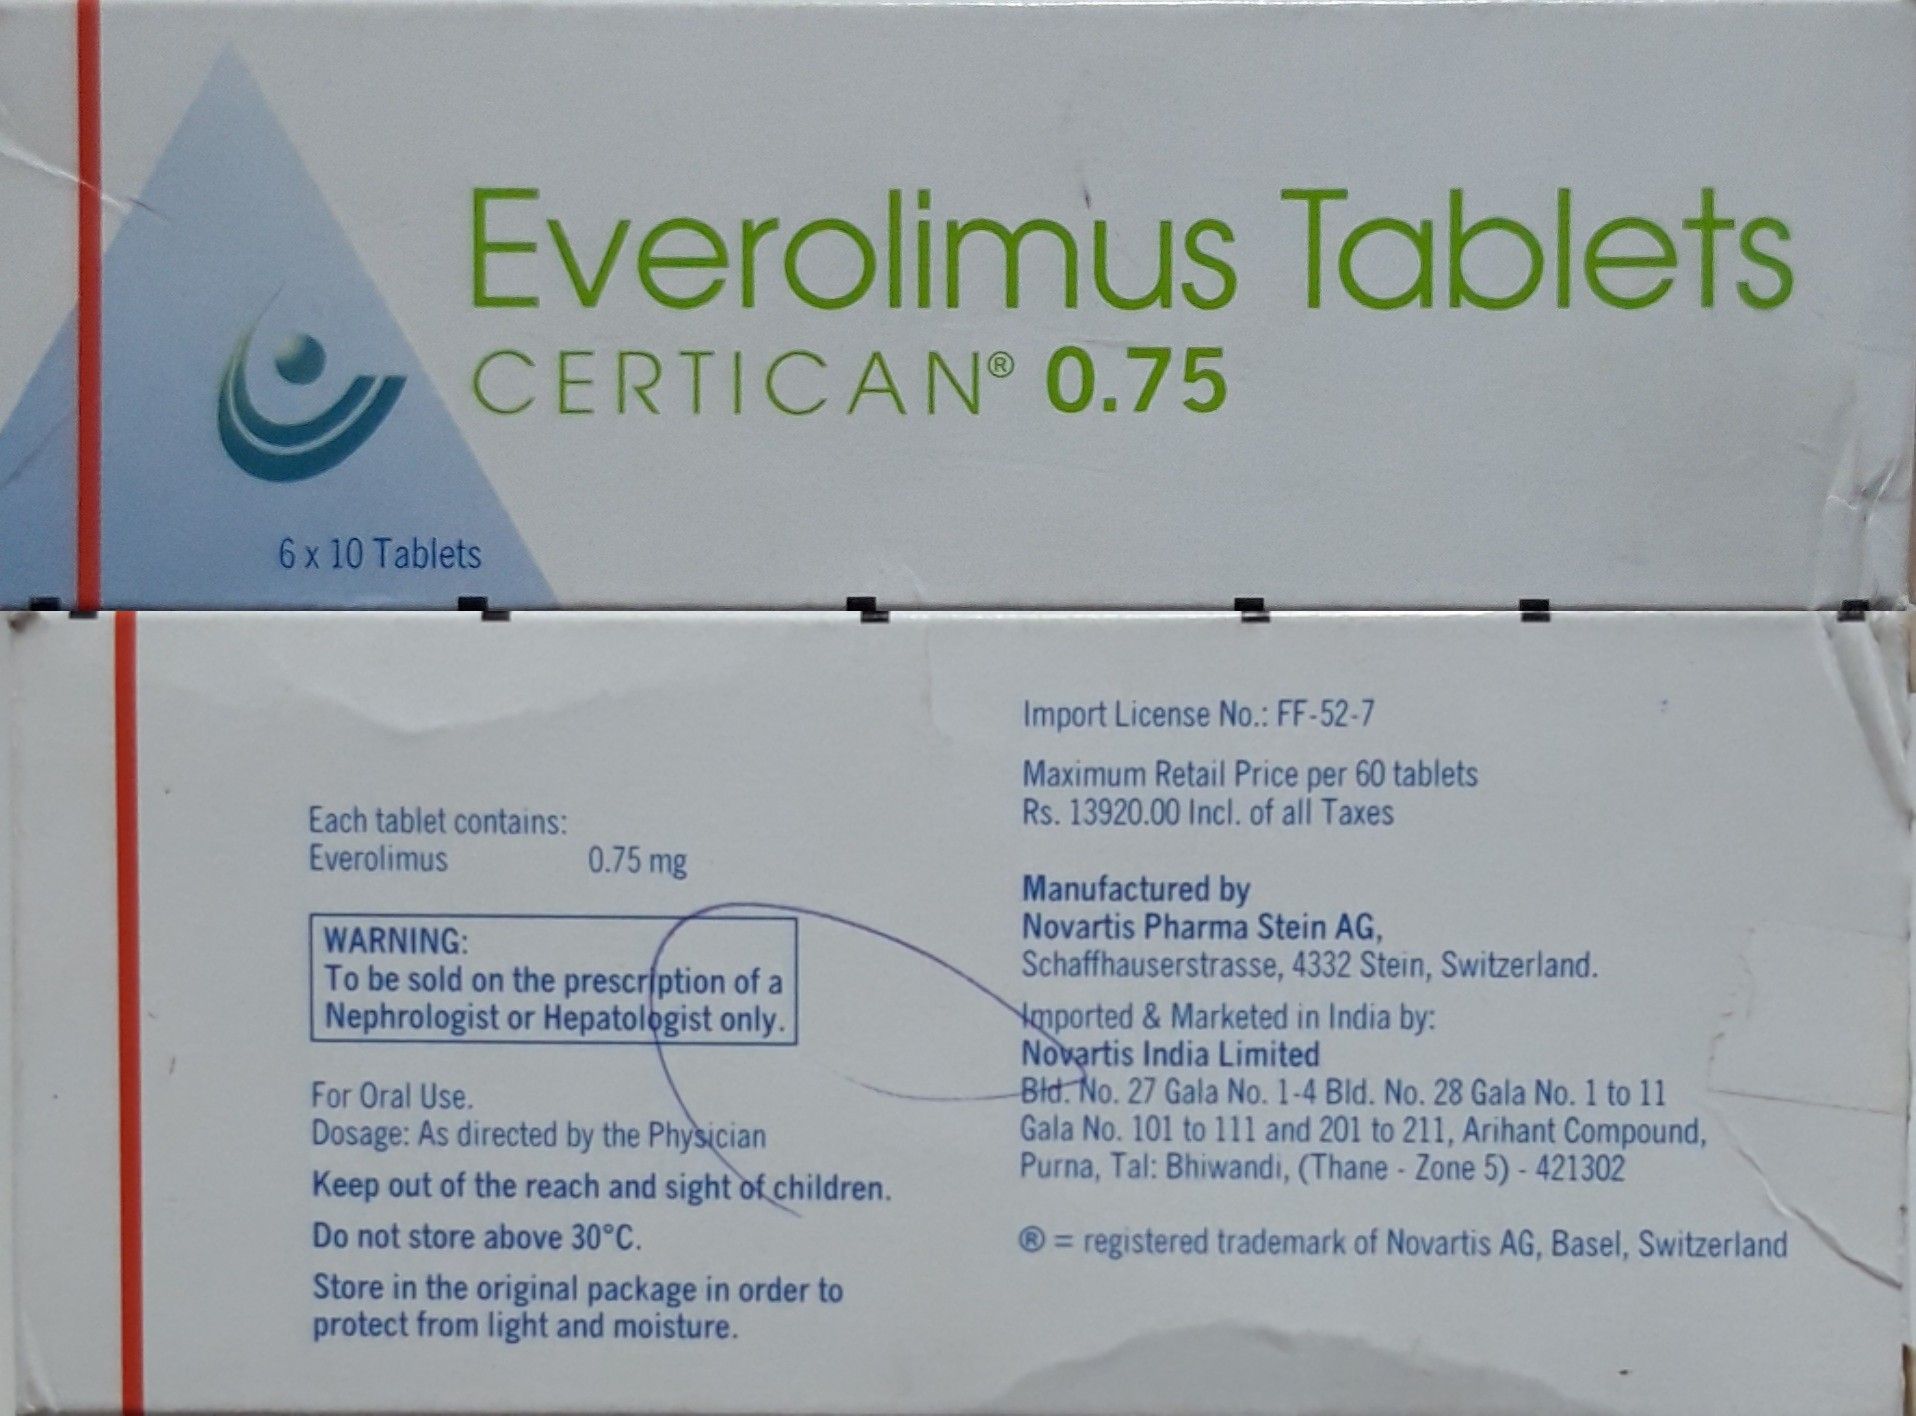 Everolimus Tablets
CERTICAN® 0.75
6 x 10 Tablets
Each tablet contains:
Everolimus 0.75 mg
WARNING:
To be sold on the prescription of a
Nephrologist or Hepatologist only.
For Oral Use.
Dosage: As directed by the Physician
Keep out of the reach and sight of children.
Do not store above 30°C.
Store in the original package in order to
protect from light and moisture.
Import License No.: FF-52-7
Maximum Retail Price per 60 tablets
Rs. 13920.00 Incl. of all Taxes
Manufactured by
Novartis Pharma Stein AG,
Schaffhauserstrasse, 4332 Stein, Switzerland.
Imported & Marketed in India by:
Novartis India Limited
Bld. No. 27 Gala No. 1-4 Bld. No. 28 Gala No. 1 to 11
Gala No. 101 to 111 and 201 to 211, Arihant Compound,
Purna, Tal: Bhiwandi, (Thane - Zone 5) - 421302
® = registered trademark of Novartis AG, Basel, Switzerland